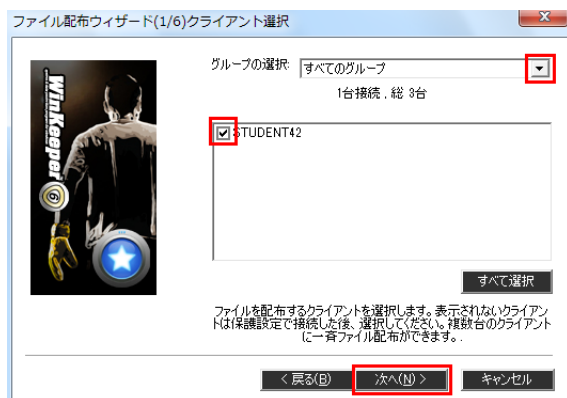 ファイル配布ウィザード(1/6)クライアント選択
グループの選択: すべてのグループ
1台接続 , 総 3台
STUDENT42
WinKeeper 6
すべて選択
ファイルを配布するクライアントを選択します。表示されないクライアン
トは保護設定で接続した後、選択してください。複数台のクライアント
に一斉ファイル配布ができます。.
< 戻る(B)
次へ(N) >
キャンセル